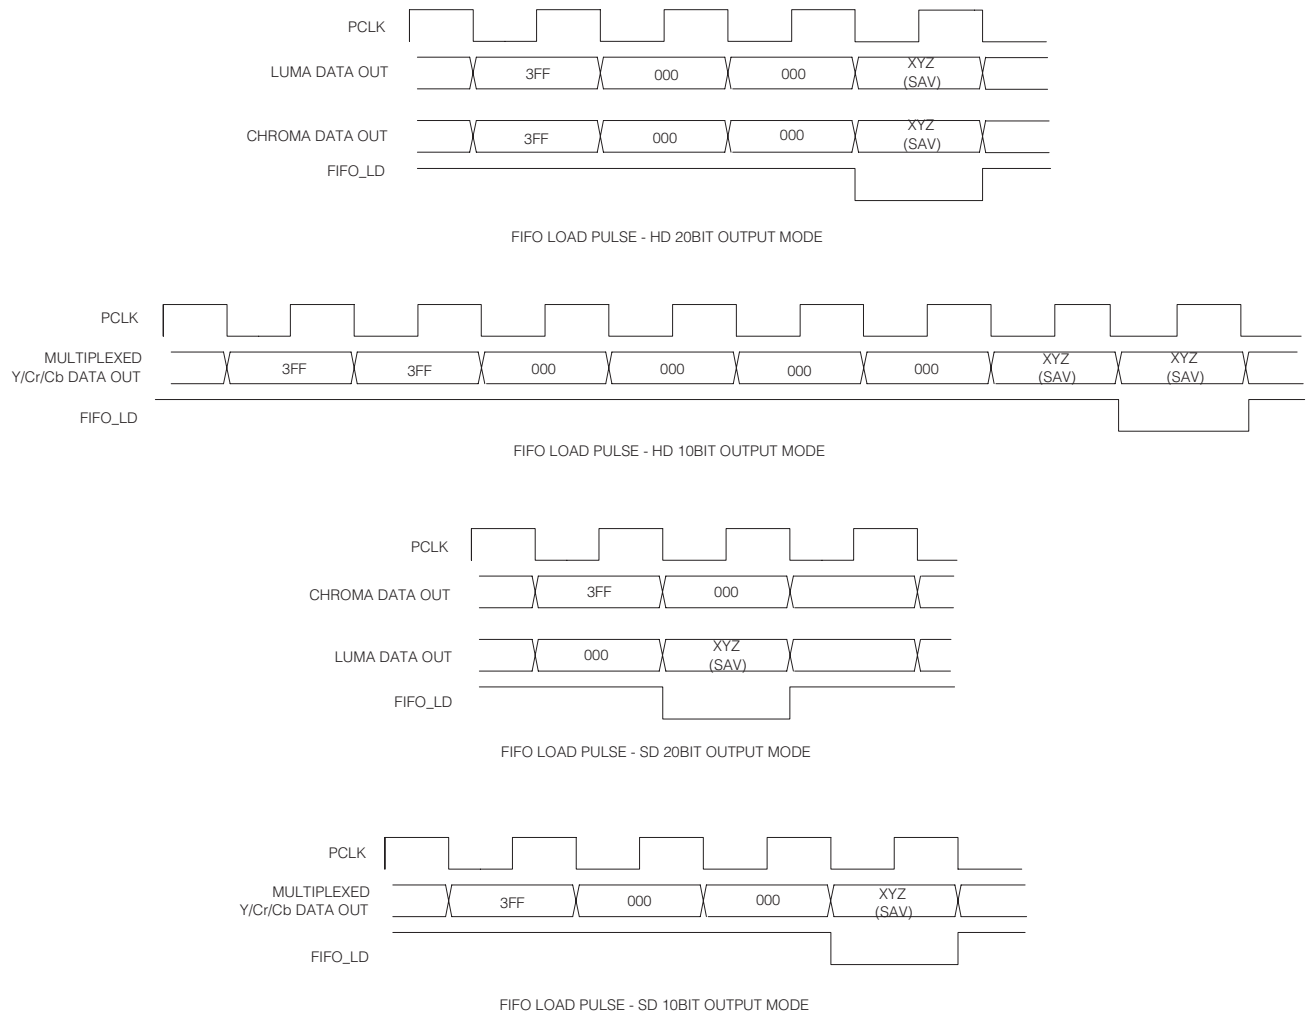 PCLK
LUMA DATA OUT 3FF 000 000 XYZ (SAV)
CHROMA DATA OUT 3FF 000 000 XYZ (SAV)
FIFO_LD
FIFO LOAD PULSE - HD 20BIT OUTPUT MODE
PCLK
MULTIPLEXED
Y/Cr/Cb DATA OUT 3FF 3FF 000 000 000 000 XYZ (SAV) XYZ (SAV)
FIFO_LD
FIFO LOAD PULSE - HD 10BIT OUTPUT MODE
PCLK
CHROMA DATA OUT 3FF 000
LUMA DATA OUT 000 XYZ (SAV)
FIFO_LD
FIFO LOAD PULSE - SD 20BIT OUTPUT MODE
PCLK
MULTIPLEXED
Y/Cr/Cb DATA OUT 3FF 000 000 XYZ (SAV)
FIFO_LD
FIFO LOAD PULSE - SD 10BIT OUTPUT MODE